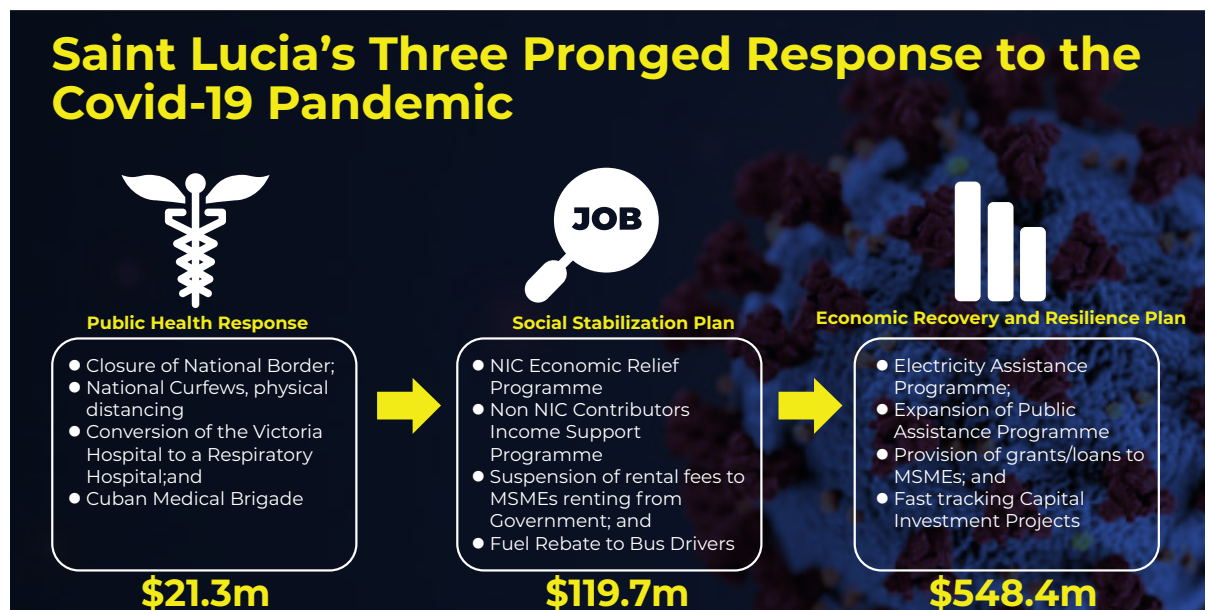 Saint Lucia’s Three Pronged Response to the
Covid-19 Pandemic
Public Health Response
● Closure of National Border;
● National Curfews, physical
distancing
● Conversion of the Victoria
Hospital to a Respiratory
Hospital;and
● Cuban Medical Brigade
$21.3m
JOB
Social Stabilization Plan
● NIC Economic Relief
Programme
● Non NIC Contributors
Income Support
Programme
● Suspension of rental fees to
MSMEs renting from
Government; and
● Fuel Rebate to Bus Drivers
$119.7m
Economic Recovery and Resilience Plan
● Electricity Assistance
Programme;
● Expansion of Public
Assistance Programme
● Provision of grants/loans to
MSMEs; and
● Fast tracking Capital
Investment Projects
$548.4m